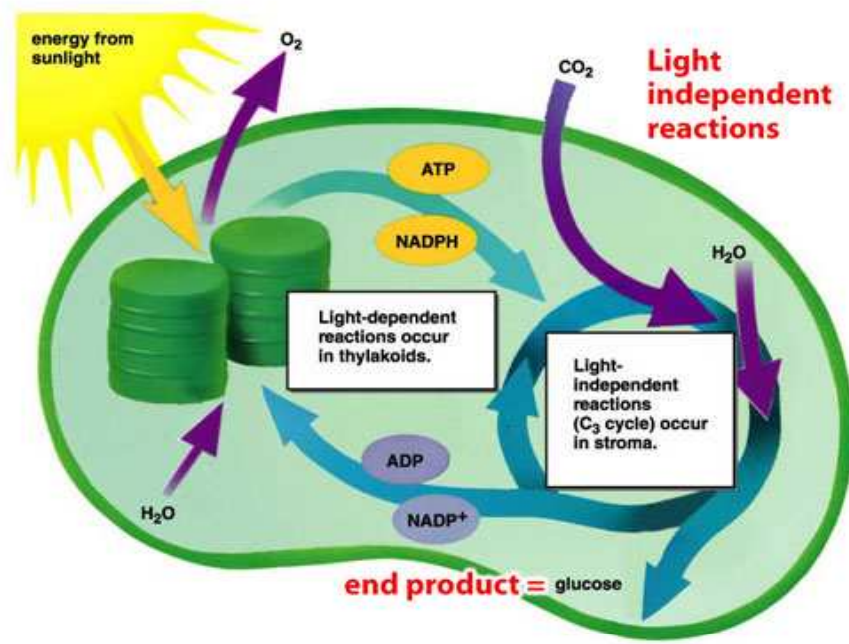 energy from
sunlight
O₂
CO₂
Light
independent
reactions
ATP
NADPH
H₂O
Light-dependent
reactions occur
in thylakoids.
Light-
independent
reactions
(C₃ cycle) occur
in stroma.
ADP
NADP⁺
H₂O
end product = glucose